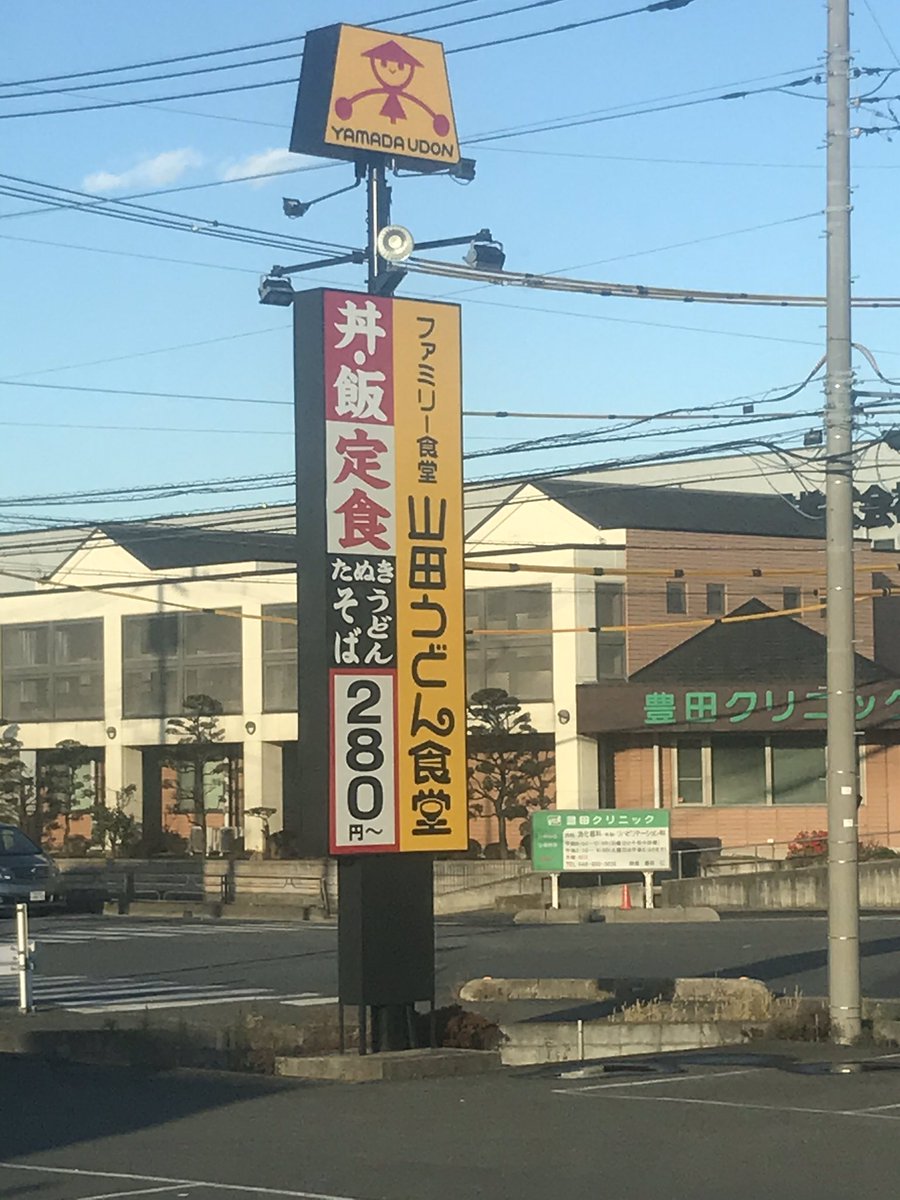 YAMADA UDON
ファミリー食堂
山田うどん食堂
丼・飯
定食
たぬき
うどん
そば
280
円〜
豊田クリニック
豊田クリニック